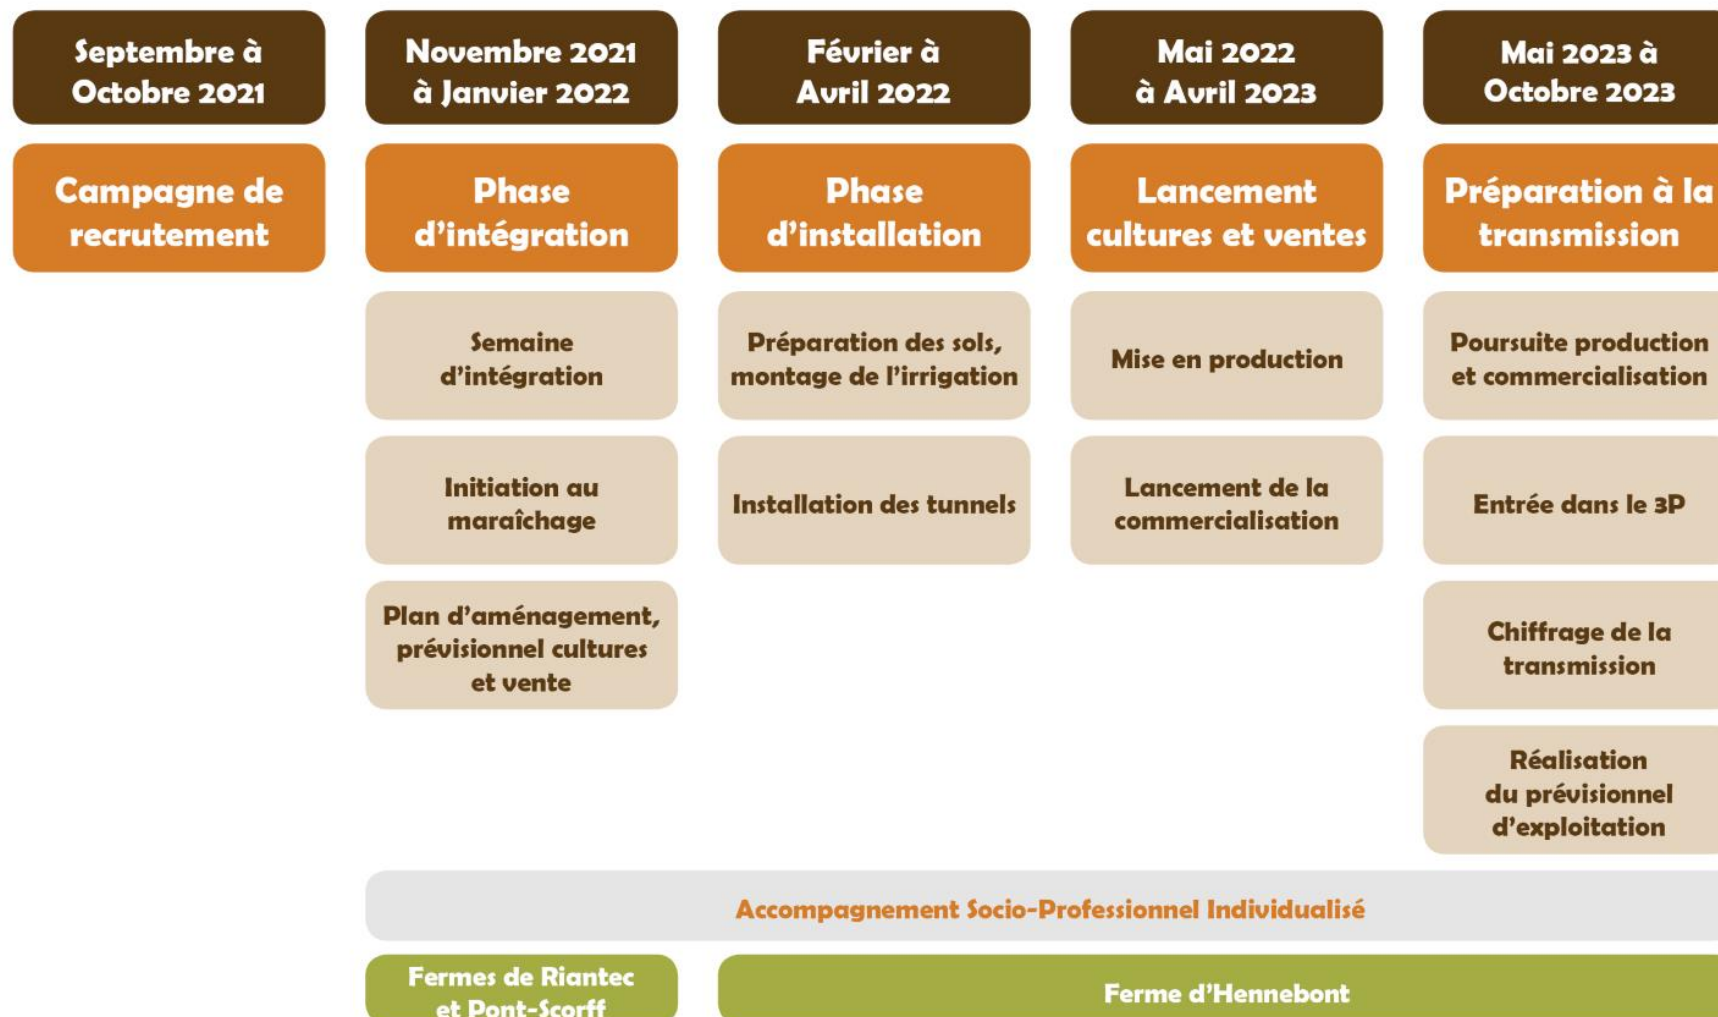 Septembre à
Octobre 2021
Novembre 2021
à Janvier 2022
Février à
Avril 2022
Mai 2022
à Avril 2023
Mai 2023 à
Octobre 2023
Campagne de
recrutement
Phase
d’intégration
Phase
d’installation
Lancement
cultures et ventes
Préparation à la
transmission
Semaine
d’intégration
Préparation des sols,
montage de l’irrigation
Mise en production
Poursuite production
et commercialisation
Initiation au
maraîchage
Installation des tunnels
Lancement de la
commercialisation
Entrée dans le 3P
Plan d’aménagement,
prévisionnel cultures
et vente
Chiffrage de la
transmission
Réalisation
du prévisionnel
d’exploitation
Accompagnement Socio-Professionnel Individualisé
Fermes de Riantec
et Pont-Scorff
Ferme d’Hennebont